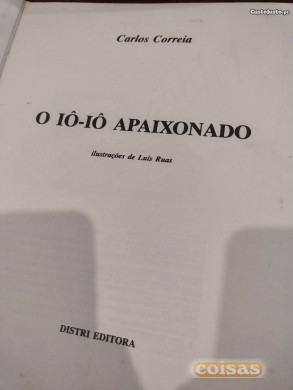 CustoJusto.pt
Carlos Correia
O IÔ-IÔ APAIXONADO
ilustrações de Luís Ruas
DISTRI EDITORA
coisas